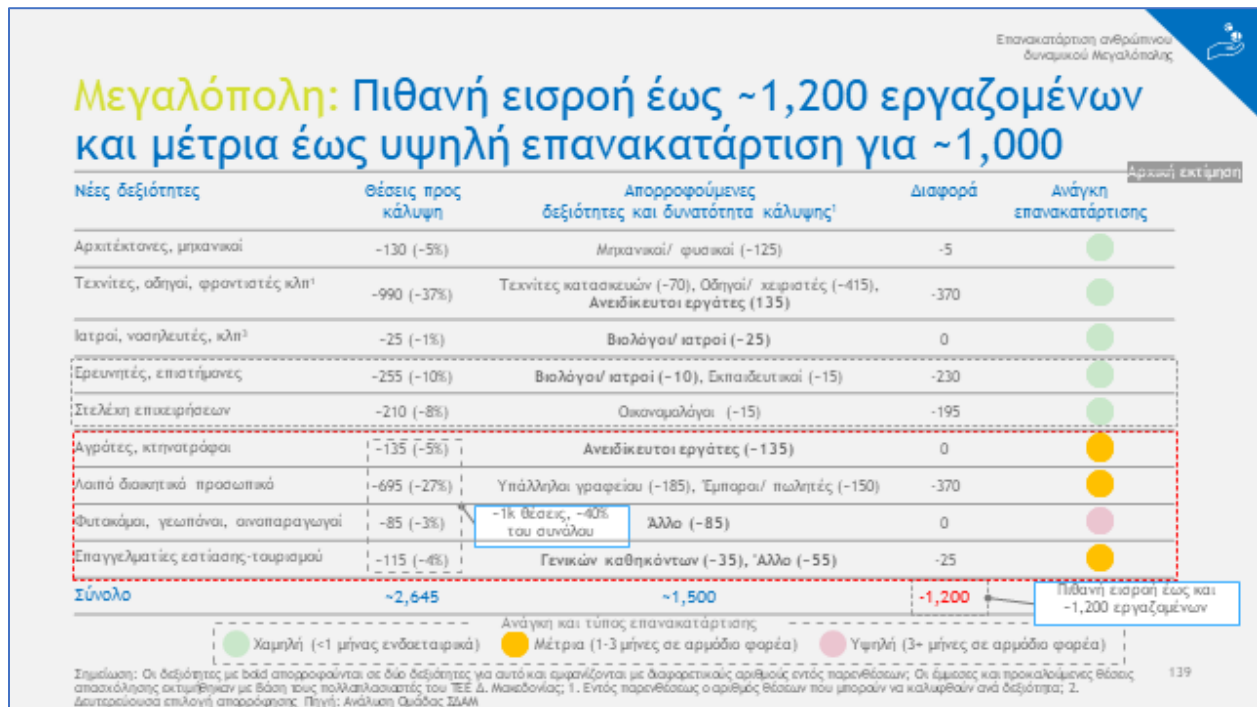 Επανακατάρτιση ανθρώπινου
δυναμικού Μεγαλόπολης
Μεγαλόπολη: Πιθανή εισροή έως ~1,200 εργαζομένων
και μέτρια έως υψηλή επανακατάρτιση για ~1,000
Αρχική εκτίμηση
Νέες δεξιότητες Θέσεις προς κάλυψη Απορροφούμενες δεξιότητες και δυνατότητα κάλυψης¹ Διαφορά Ανάγκη επανακατάρτισης
Αρχιτέκτονες, μηχανικοί ~130 (~5%) Μηχανικοί/ φυσικοί (~125) -5
Τεχνίτες, οδηγοί, φροντιστές κλπ¹ ~990 (~37%) Τεχνίτες κατασκευών (~70), Οδηγοί/ χειριστές (~415),
Ανειδίκευτοι εργάτες (135) -370
Ιατροί, νοσηλευτές, κλπ³ ~25 (~1%) Βιολόγοι/ ιατροί (~25) 0
Ερευνητές, επιστήμονες ~255 (~10%) Βιολόγοι/ ιατροί (~10), Εκπαιδευτικοί (~15) -230
Στελέχη επιχειρήσεων ~210 (~8%) Οικονομολόγοι (~15) -195
Αγρότες, κτηνοτρόφοι ~135 (~5%) Ανειδίκευτοι εργάτες (~135) 0
Λοιπό διοικητικό προσωπικό ~695 (~27%) Υπάλληλοι γραφείου (~185), Έμποροι/ πωλητές (~150) -370
Φυτοκόμοι, γεωπόνοι, οινοπαραγωγοί ~85 (~3%) Άλλο (~85) 0
~1k θέσεις, ~40%
του συνόλου
Επαγγελματίες εστίασης-τουρισμού ~115 (~4%) Γενικών καθηκόντων (~35), Άλλο (~55) -25
Σύνολο ~2,645 ~1,500 -1,200
Πιθανή εισροή έως και
~1,200 εργαζομένων
Ανάγκη και τύπος επανακατάρτισης
Χαμηλή (<1 μήνας ενδοεταιρικά) Μέτρια (1-3 μήνες σε αρμόδιο φορέα) Υψηλή (3+ μήνες σε αρμόδιο φορέα)
Σημείωση: Οι δεξιότητες με bold απορροφούνται σε δύο δεξιότητες για αυτό και εμφανίζονται με διαφορετικούς αριθμούς εντός παρενθέσεων; Οι έμμεσες και προκαλούμενες θέσεις
απασχόλησης εκτιμήθηκαν με βάση τους πολλαπλασιαστές του ΤΕΕ Δ. Μακεδονίας; 1. Εντός παρενθέσεως ο αριθμός θέσεων που μπορούν να καλυφθούν ανά δεξιότητα; 2.
Δευτερεύουσα επιλογή απορρόφησης Πηγή: Ανάλυση Ομάδας ΣΔΑΜ
139